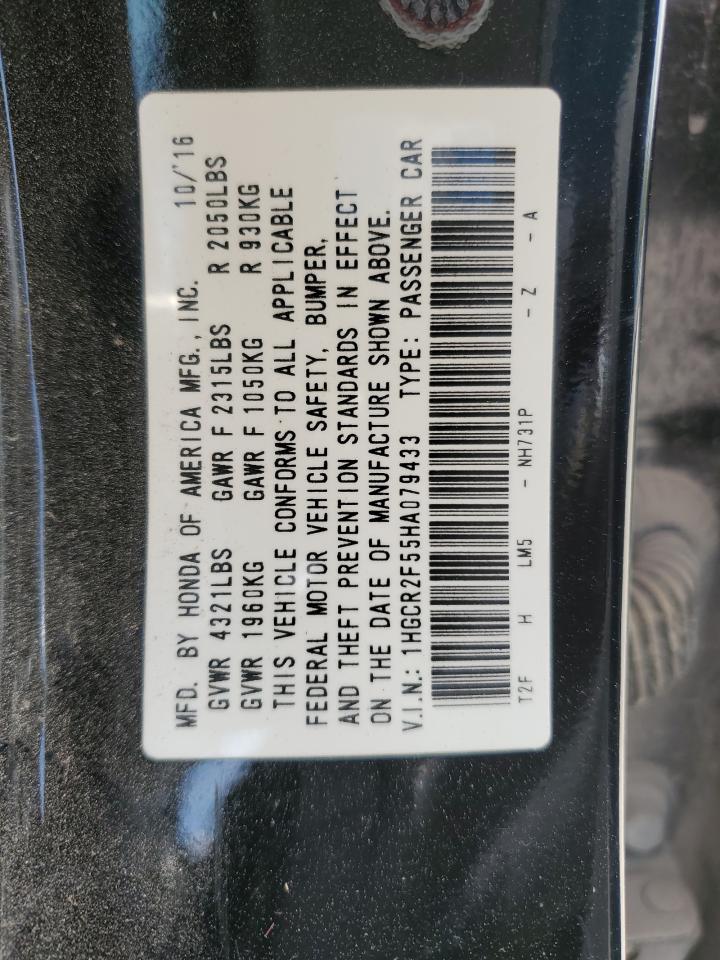 MFD. BY HONDA OF AMERICA MFG., INC. 10/'16
GVWR 4321LBS GAWR F 2315LBS R 2050LBS
GVWR 1960KG GAWR F 1050KG R 930KG
THIS VEHICLE CONFORMS TO ALL APPLICABLE
FEDERAL MOTOR VEHICLE SAFETY, BUMPER,
AND THEFT PREVENTION STANDARDS IN EFFECT
ON THE DATE OF MANUFACTURE SHOWN ABOVE.
V.I.N.: 1HGCR2F55HA079433 TYPE: PASSENGER CAR
T2F H LM5 - NH731P - Z - A